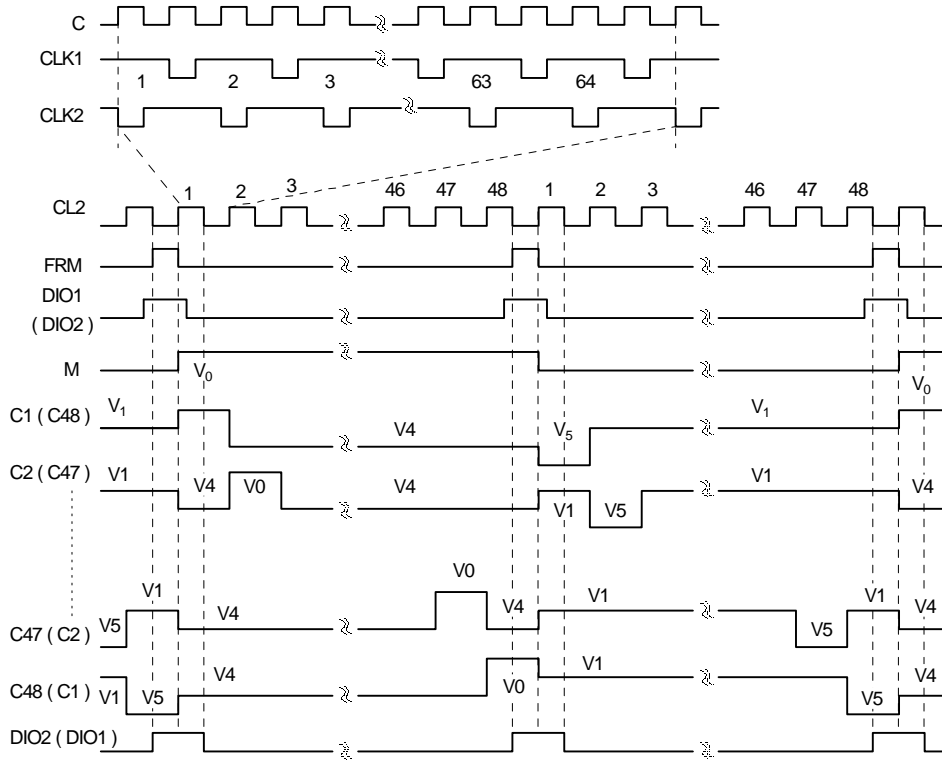 C
CLK1
1 2 3 63 64
CLK2
1 2 3 46 47 48 1 2 3 46 47 48
CL2
FRM
DIO1
( DIO2 )
M V0 V0
C1 ( C48 ) V1 V4 V5 V1
C2 ( C47 ) V1 V4 V0 V4 V1 V5 V1 V4
V1 V0 V1 V1
V5 V4 V4 V5 V4
C47 ( C2 )
C48 ( C1 ) V4 V1 V4
V1 V5 V0 V5
DIO2 ( DIO1 )